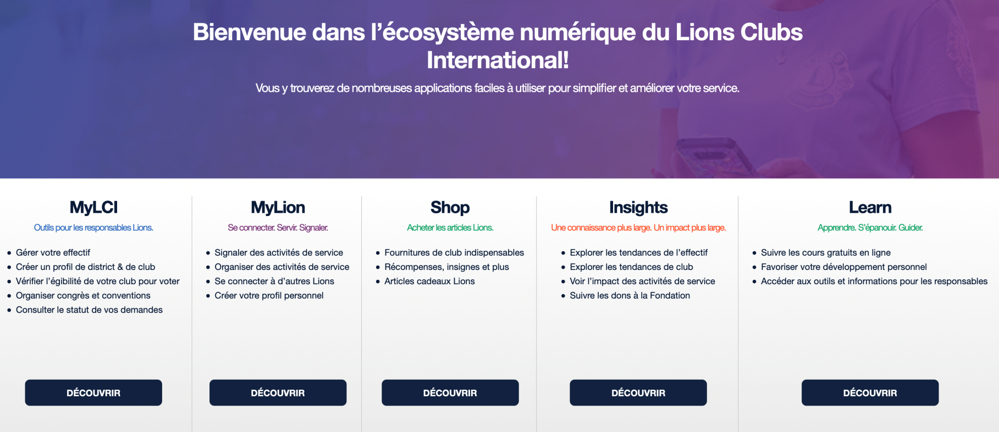 Bienvenue dans l’écosystème numérique du Lions Clubs
International!
Vous y trouverez de nombreuses applications faciles à utiliser pour simplifier et améliorer votre service.
MyLCI
Outils pour les responsables Lions.
• Gérer votre effectif
• Créer un profil de district & de club
• Vérifier l’égibilité de votre club pour voter
• Organiser congrès et conventions
• Consulter le statut de vos demandes
DÉCOUVRIR
MyLion
Se connecter. Servir. Signaler.
• Signaler des activités de service
• Organiser des activités de service
• Se connecter à d’autres Lions
• Créer votre profil personnel
DÉCOUVRIR
Shop
Acheter les articles Lions.
• Fournitures de club indispensables
• Récompenses, insignes et plus
• Articles cadeaux Lions
DÉCOUVRIR
Insights
Une connaissance plus large. Un impact plus large.
• Explorer les tendances de l’effectif
• Explorer les tendances de club
• Voir l’impact des activités de service
• Suivre les dons à la Fondation
DÉCOUVRIR
Learn
Apprendre. S’épanouir. Guider.
• Suivre les cours gratuits en ligne
• Favoriser votre développement personnel
• Accéder aux outils et informations pour les responsables
DÉCOUVRIR